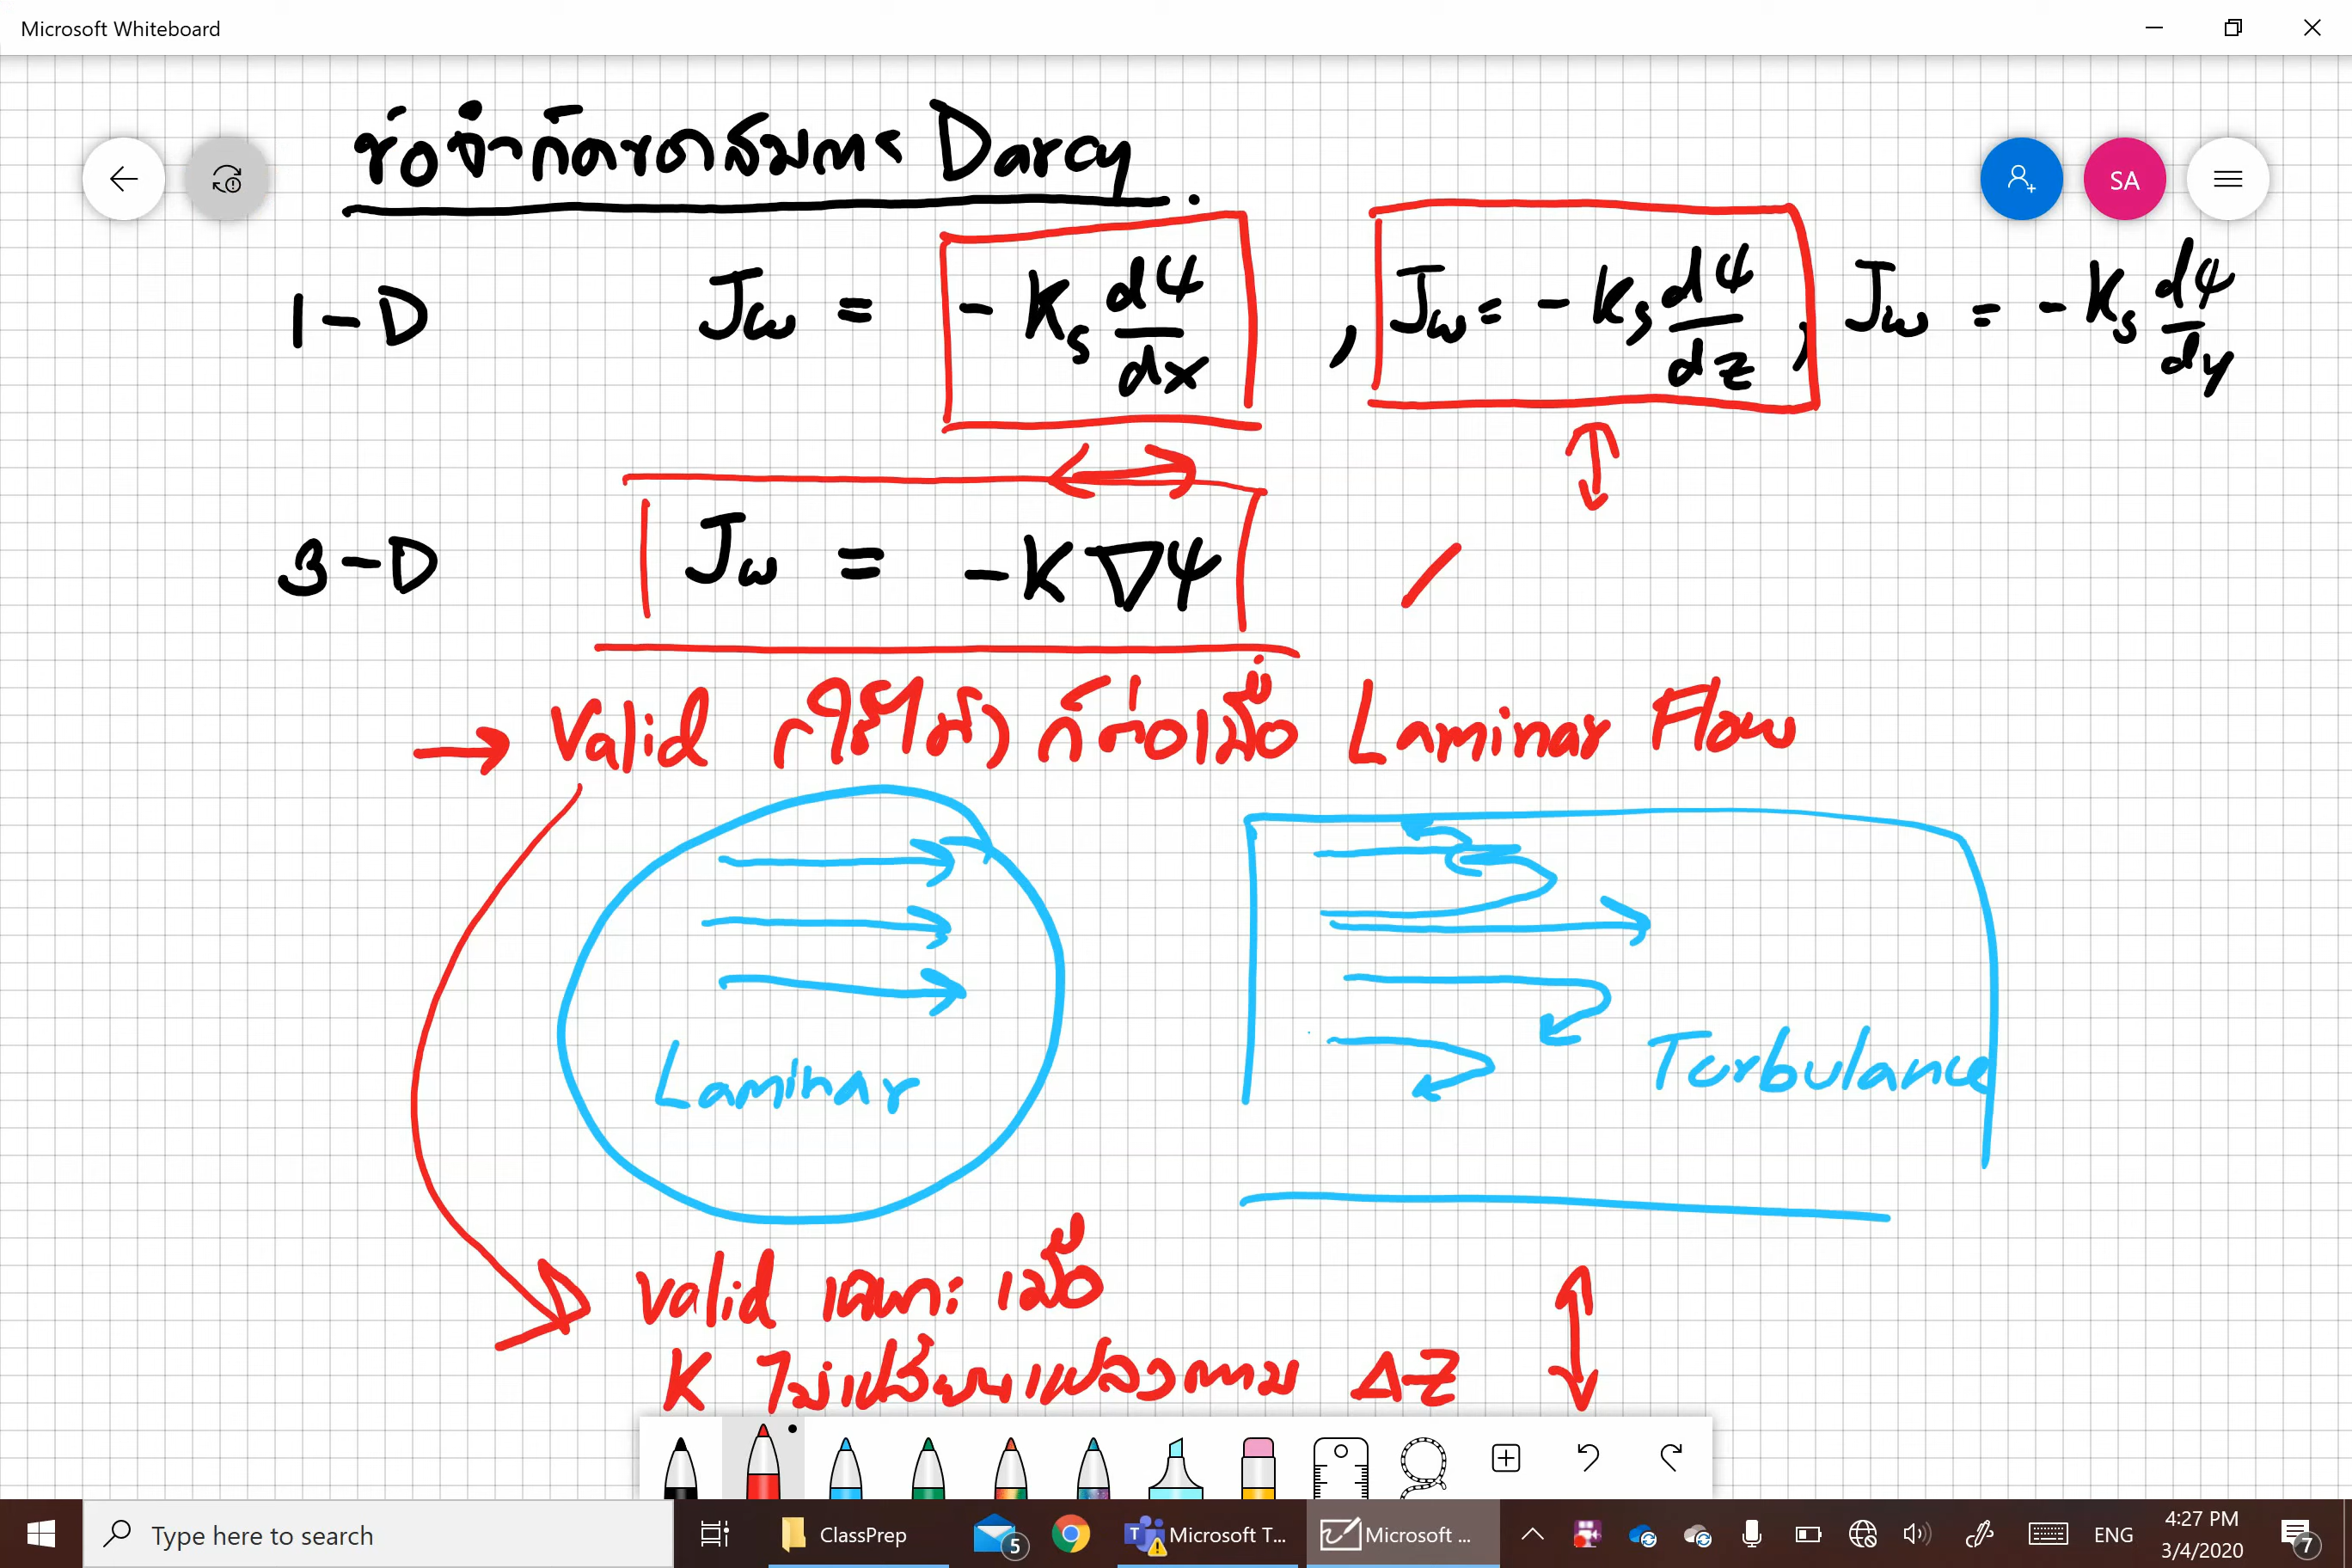 Microsoft Whiteboard
ข้อจำกัดของสมการ Darcy
SA
1-D Jw = - Ks dΨ/dx , Jw = - Ks dΨ/dz , Jw = - Ks dΨ/dy
3-D Jw = -K ∇Ψ
→ Valid (ใช้ได้) ก็ต่อเมื่อ Laminar Flow
Laminar
Turbulance
valid เฉพาะ เมื่อ
K ไม่เปลี่ยนแปลงตาม ΔZ
Type here to search
ClassPrep
5
Microsoft T...
Microsoft ...
ENG
4:27 PM
3/4/2020
7